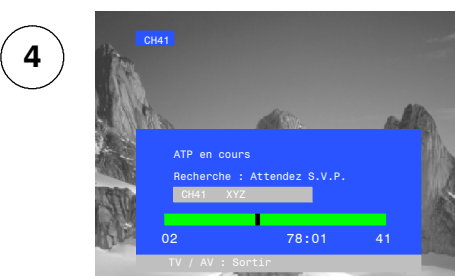 4
CH41
ATP en cours
Recherche : Attendez S.V.P.
CH41 XYZ
02 78:01 41
TV / AV : Sortir